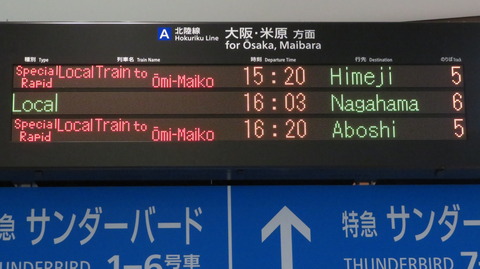 A 北陸線 大阪・米原 方面
Hokuriku Line for Ōsaka, Maibara
種別 Type 列車名 Train Name 時刻 Departure Time 行先 Destination のりば Track
Special Rapid Local Train to Ōmi-Maiko 15:20 Himeji 5
Local 16:03 Nagahama 6
Special Rapid Local Train to Ōmi-Maiko 16:20 Aboshi 5
特急 サンダーバード ↑ 特急 サンダ
THUNDERBIRD 1-6号車 THUNDERBIRD 7